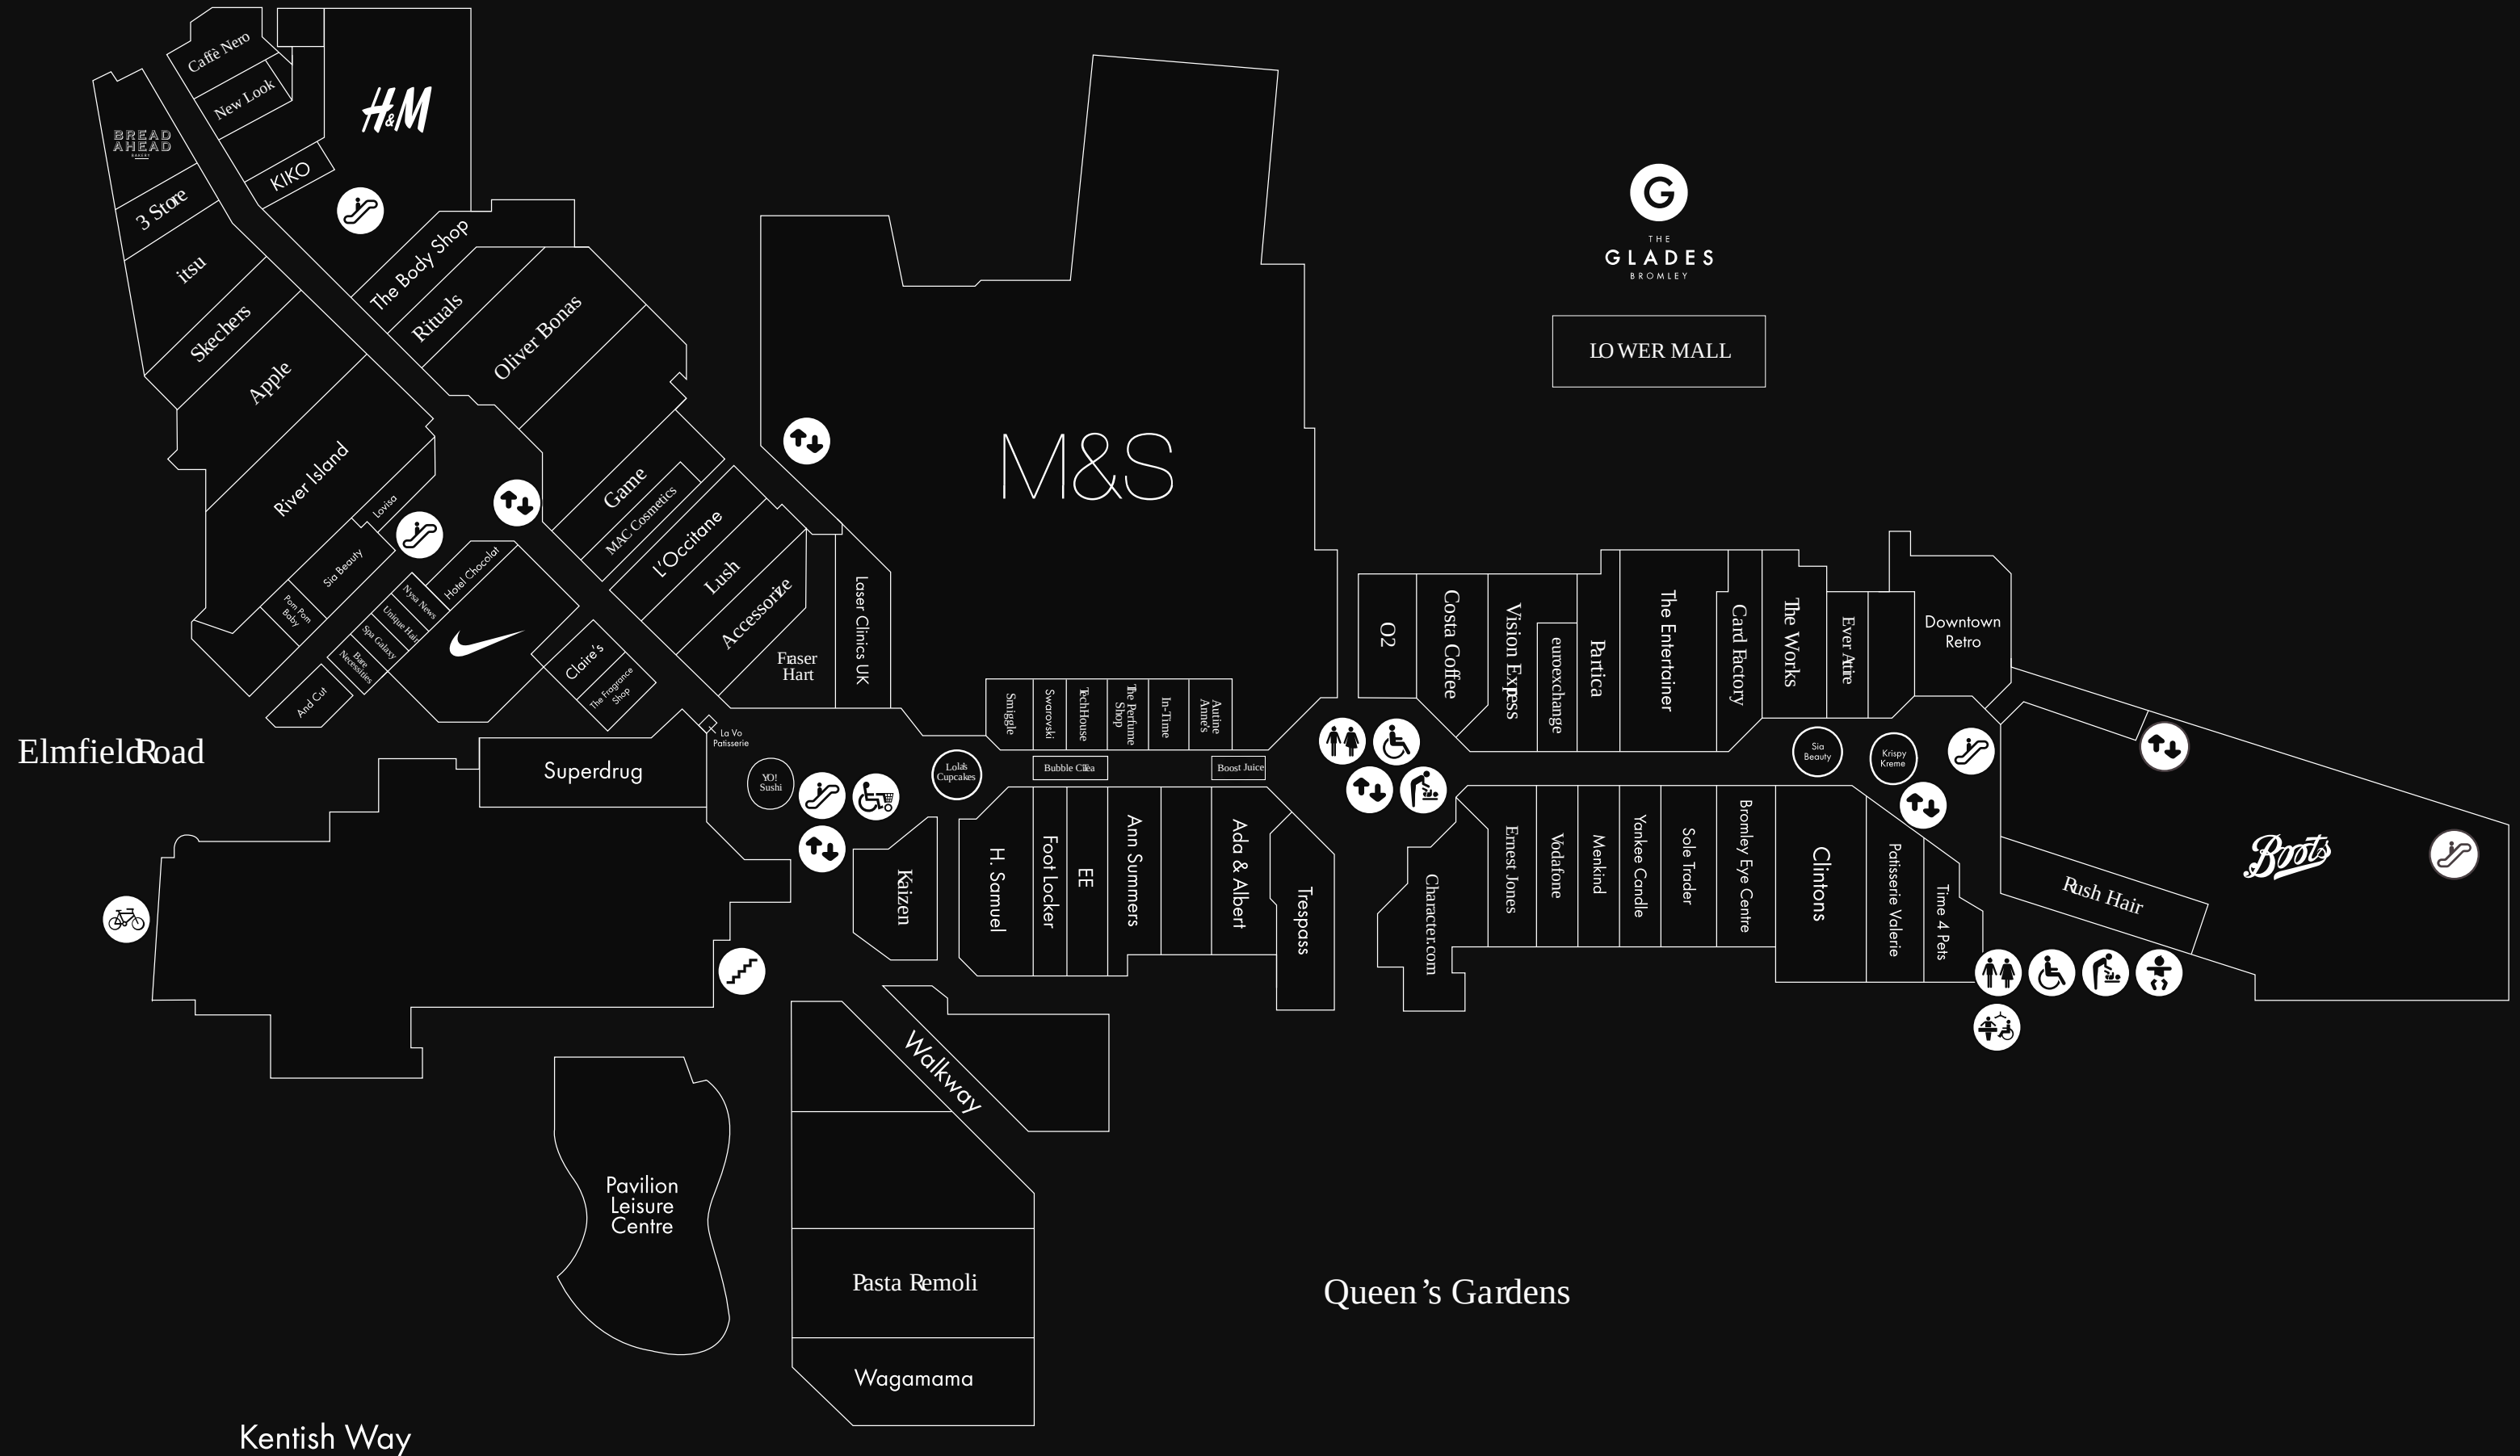 Caffè Nero
New Look
H&M
BREAD
AHEAD
BAKERY
KIKO
3 Store
itsu
Skechers
Apple
River Island
The Body Shop
Rituals
Oliver Bonas
Game
MAC Cosmetics
L'Occitane
Lush
Accessorize
Fraser
Hart
Laser Clinics UK
M&S
G
THE
GLADES
BROMLEY
LOWER MALL
Lovisa
Sia Beauty
Pom Pom
Baby
Hotel Chocolat
Nysa News
Unique Hair
Spa Galaxy
Bare
Necessities
And Cut
Claire's
The Fragrance
Shop
La Vo
Patisserie
Elmfield Road
Superdrug
YO!
Sushi
Lola's
Cupcakes
Smiggle
Swarovski
TechHouse
The Perfume
Shop
In-Time
Autine
Anne's
Bubble CiTea
Boost Juice
O2
Costa Coffee
Vision Express
euroexchange
Partica
The Entertainer
Card Factory
The Works
Ever Attire
Downtown
Retro
Sia
Beauty
Krispy
Kreme
Kaizen
H. Samuel
Foot Locker
EE
Ann Summers
Ada & Albert
Trespass
Character.com
Ernest Jones
Vodafone
Menkind
Yankee Candle
Sole Trader
Bromley Eye Centre
Clintons
Patisserie Valerie
Time 4 Pets
Boots
Rush Hair
Walkway
Pavilion
Leisure
Centre
Pasta Remoli
Wagamama
Queen's Gardens
Kentish Way